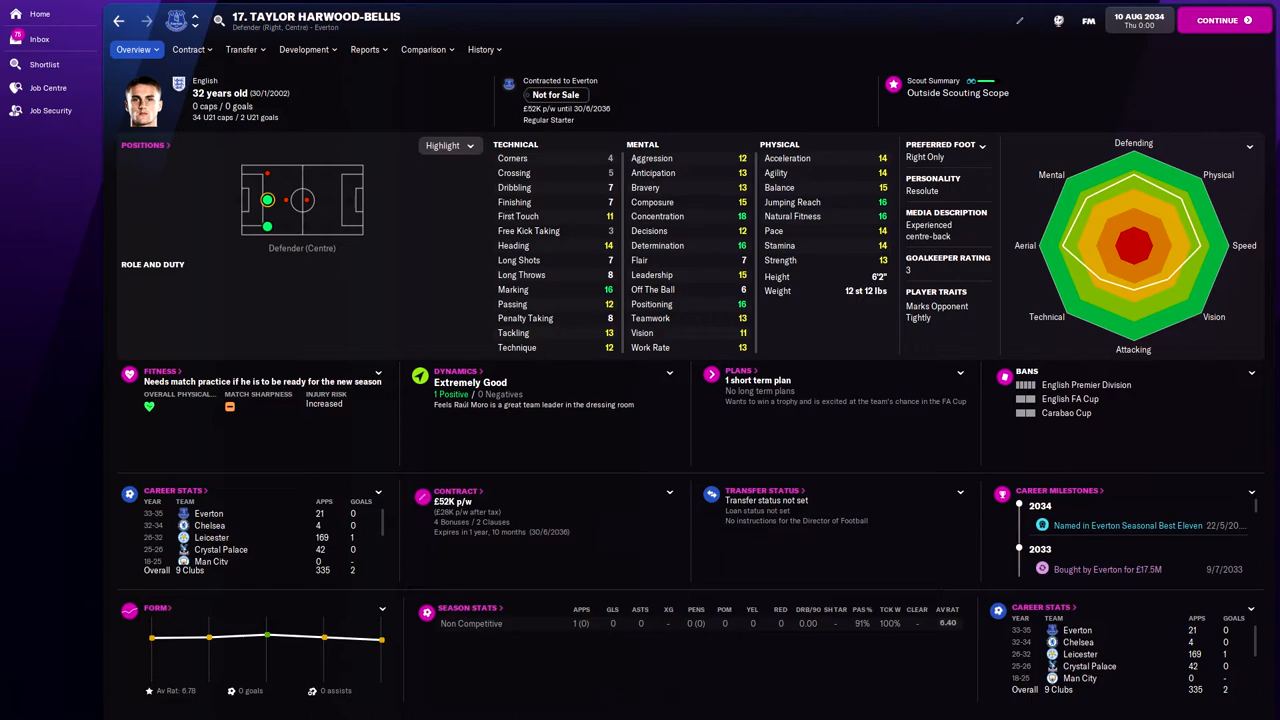 Home
75
Inbox
Shortlist
Job Centre
Job Security
17. TAYLOR HARWOOD-BELLIS
Defender (Right, Centre) - Everton
FM
10 AUG 2034
Thu 0:00
CONTINUE
Overview
Contract
Transfer
Development
Reports
Comparison
History
English
32 years old (30/1/2002)
0 caps / 0 goals
34 U21 caps / 2 U21 goals
Contracted to Everton
Not for Sale
£52K p/w until 30/6/2036
Regular Starter
Scout Summary
Outside Scouting Scope
POSITIONS
Defender (Centre)
ROLE AND DUTY
Highlight
TECHNICAL
Corners 4
Crossing 5
Dribbling 7
Finishing 7
First Touch 11
Free Kick Taking 3
Heading 14
Long Shots 7
Long Throws 8
Marking 16
Passing 12
Penalty Taking 8
Tackling 13
Technique 12
MENTAL
Aggression 12
Anticipation 13
Bravery 13
Composure 15
Concentration 18
Decisions 12
Determination 16
Flair 7
Leadership 15
Off The Ball 6
Positioning 16
Teamwork 13
Vision 11
Work Rate 13
PHYSICAL
Acceleration 14
Agility 14
Balance 15
Jumping Reach 16
Natural Fitness 16
Pace 14
Stamina 14
Strength 13
Height 6'2"
Weight 12 st 12 lbs
PREFERRED FOOT
Right Only
PERSONALITY
Resolute
MEDIA DESCRIPTION
Experienced
centre-back
GOALKEEPER RATING
3
PLAYER TRAITS
Marks Opponent
Tightly
Defending
Mental
Physical
Aerial
Speed
Technical
Vision
Attacking
FITNESS
Needs match practice if he is to be ready for the new season
OVERALL PHYSICAL... MATCH SHARPNESS INJURY RISK
Increased
DYNAMICS
Extremely Good
1 Positive / 0 Negatives
Feels Raúl Moro is a great team leader in the dressing room
PLANS
1 short term plan
No long term plans
Wants to win a trophy and is excited at the team's chance in the FA Cup
BANS
English Premier Division
English FA Cup
Carabao Cup
CAREER STATS
YEAR TEAM APPS GOALS
33-35 Everton 21 0
32-34 Chelsea 4 0
26-32 Leicester 169 1
25-26 Crystal Palace 42 0
18-25 Man City 0 -
Overall 9 Clubs 335 2
CONTRACT
£52K p/w
(£28K p/w after tax)
4 Bonuses / 2 Clauses
Expires in 1 year, 10 months (30/6/2036)
TRANSFER STATUS
Transfer status not set
Loan status not set
No instructions for the Director of Football
CAREER MILESTONES
2034
Named in Everton Seasonal Best Eleven 22/5/20...
2033
Bought by Everton for £17.5M 9/7/2033
FORM
Av Rat: 6.78
0 goals
0 assists
SEASON STATS APPS GLS ASTS XG PENS POM YEL RED DRB/90 SH TAR PAS % TCK W CLEAR AV RAT
Non Competitive 1 (0) 0 0 - 0 (0) 0 0 0 0.00 - 91% 100% - 6.40
CAREER STATS
YEAR TEAM APPS GOALS
33-35 Everton 21 0
32-34 Chelsea 4 0
26-32 Leicester 169 1
25-26 Crystal Palace 42 0
18-25 Man City 0 -
Overall 9 Clubs 335 2